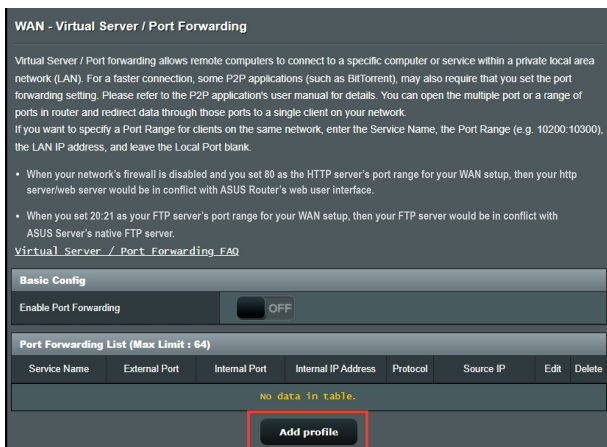 WAN - Virtual Server / Port Forwarding
Virtual Server / Port forwarding allows remote computers to connect to a specific computer or service within a private local area
network (LAN). For a faster connection, some P2P applications (such as BitTorrent), may also require that you set the port
forwarding setting. Please refer to the P2P application's user manual for details. You can open the multiple port or a range of
ports in router and redirect data through those ports to a single client on your network.
If you want to specify a Port Range for clients on the same network, enter the Service Name, the Port Range (e.g. 10200:10300),
the LAN IP address, and leave the Local Port blank.
• When your network's firewall is disabled and you set 80 as the HTTP server's port range for your WAN setup, then your http
server/web server would be in conflict with ASUS Router's web user interface.
• When you set 20:21 as your FTP server's port range for your WAN setup, then your FTP server would be in conflict with
ASUS Server's native FTP server.
Virtual Server / Port Forwarding FAQ
Basic Config
Enable Port Forwarding OFF
Port Forwarding List (Max Limit : 64)
Service Name External Port Internal Port Internal IP Address Protocol Source IP Edit Delete
No data in table.
Add profile